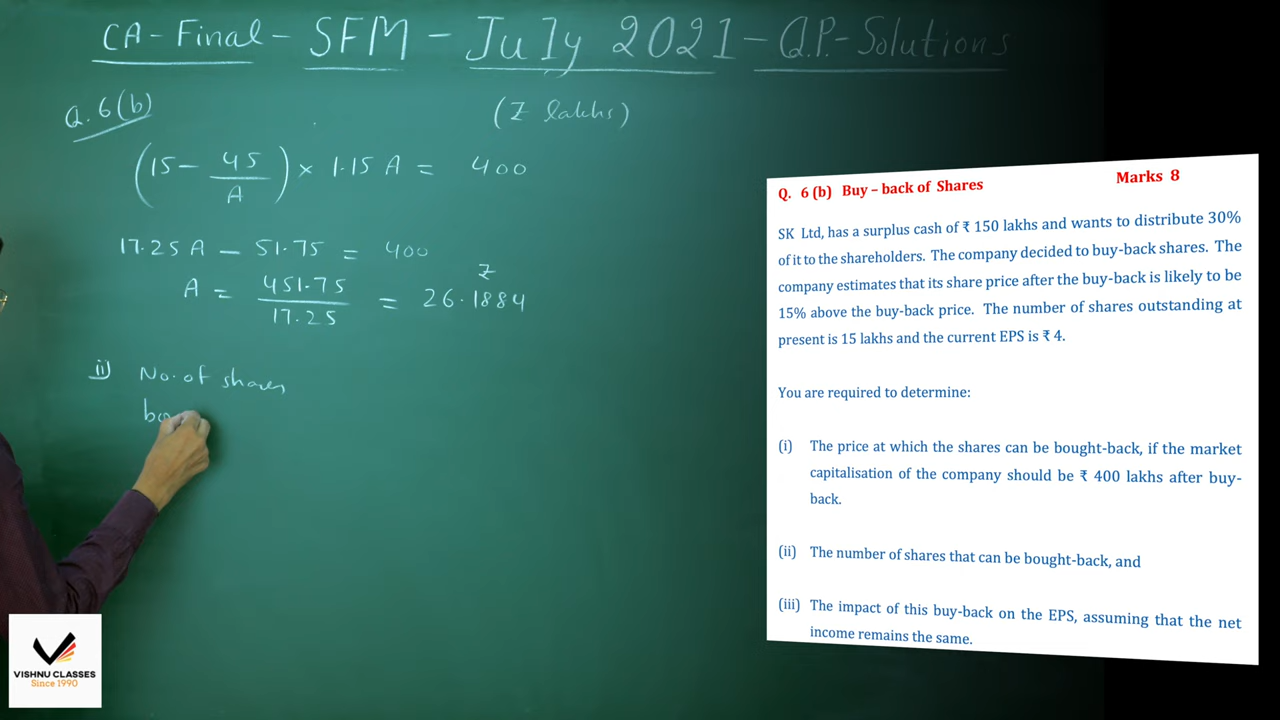 CA - Final - SFM - July 2021 - Q.P. - Solutions
Q. 6(b)
(₹ lakhs)
(15 - 45/A) × 1.15 A = 400
17.25 A - 51.75 = 400
A = 451.75/17.25 = ₹ 26.1884
ii) No. of shares
Q. 6 (b) Buy – back of Shares Marks 8
SK Ltd, has a surplus cash of ₹ 150 lakhs and wants to distribute 30%
of it to the shareholders. The company decided to buy-back shares. The
company estimates that its share price after the buy-back is likely to be
15% above the buy-back price. The number of shares outstanding at
present is 15 lakhs and the current EPS is ₹ 4.
You are required to determine:
(i) The price at which the shares can be bought-back, if the market
capitalisation of the company should be ₹ 400 lakhs after buy-
back.
(ii) The number of shares that can be bought-back, and
(iii) The impact of this buy-back on the EPS, assuming that the net
income remains the same.
VISHNU CLASSES
Since 1990